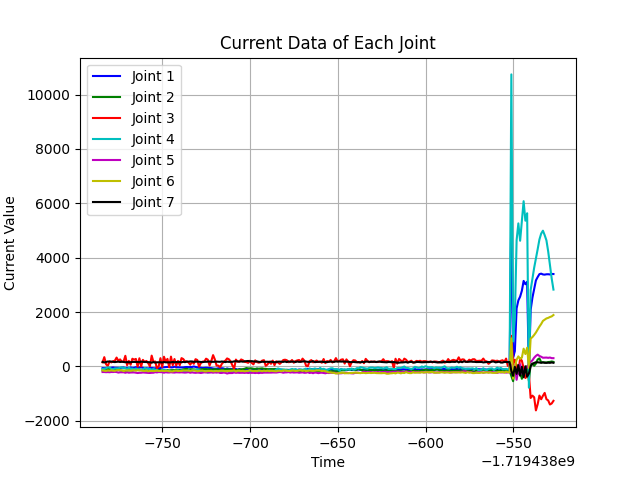 Current Data of Each Joint
Joint 1
Joint 2
Joint 3
Joint 4
Joint 5
Joint 6
Joint 7
10000
8000
6000
4000
2000
0
−2000
Current Value
−750
−700
−650
−600
−550
Time
−1.719438e9